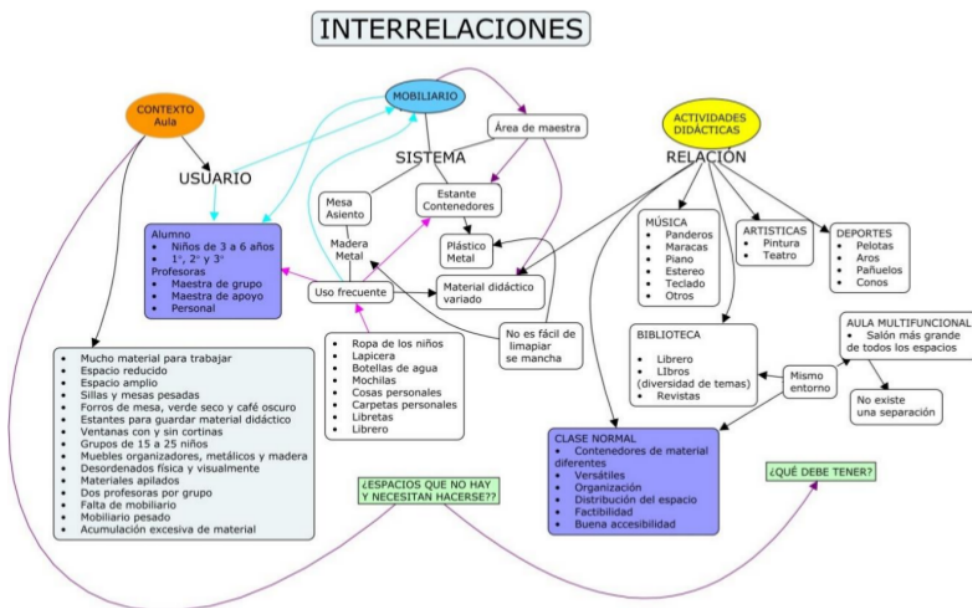 INTERRELACIONES
CONTEXTO
Aula
USUARIO
Alumno
• Niños de 3 a 6 años
• 1°, 2° y 3°
Profesoras
• Maestra de grupo
• Maestra de apoyo
• Personal
• Mucho material para trabajar
• Espacio reducido
• Espacio amplio
• Sillas y mesas pesadas
• Forros de mesa, verde seco y café oscuro
• Estantes para guardar material didáctico
• Ventanas con y sin cortinas
• Grupos de 15 a 25 niños
• Muebles organizadores, metálicos y madera
• Desordenados física y visualmente
• Materiales apilados
• Dos profesoras por grupo
• Falta de mobiliario
• Mobiliario pesado
• Acumulación excesiva de material
MOBILIARIO
Área de maestra
SISTEMA
Mesa
Asiento
Estante
Contenedores
Madera
Metal
Plástico
Metal
Uso frecuente
Material didáctico
variado
No es fácil de
limapiar
se mancha
• Ropa de los niños
• Lapicera
• Botellas de agua
• Mochilas
• Cosas personales
• Carpetas personales
• Libretas
• Librero
¿ESPACIOS QUE NO HAY
Y NECESITAN HACERSE??
ACTIVIDADES
DIDÁCTICAS
RELACIÓN
MÚSICA
• Panderos
• Maracas
• Piano
• Estereo
• Teclado
• Otros
ARTISTICAS
• Pintura
• Teatro
DEPORTES
• Pelotas
• Aros
• Pañuelos
• Conos
BIBLIOTECA
• Librero
• LIbros
(diversidad de temas)
• Revistas
Mismo
entorno
AULA MULTIFUNCIONAL
• Salón más grande
de todos los espacios
No existe
una separación
CLASE NORMAL
• Contenedores de material
diferentes
• Versátiles
• Organización
• Distribución del espacio
• Factibilidad
• Buena accesibilidad
¿QUÉ DEBE TENER?